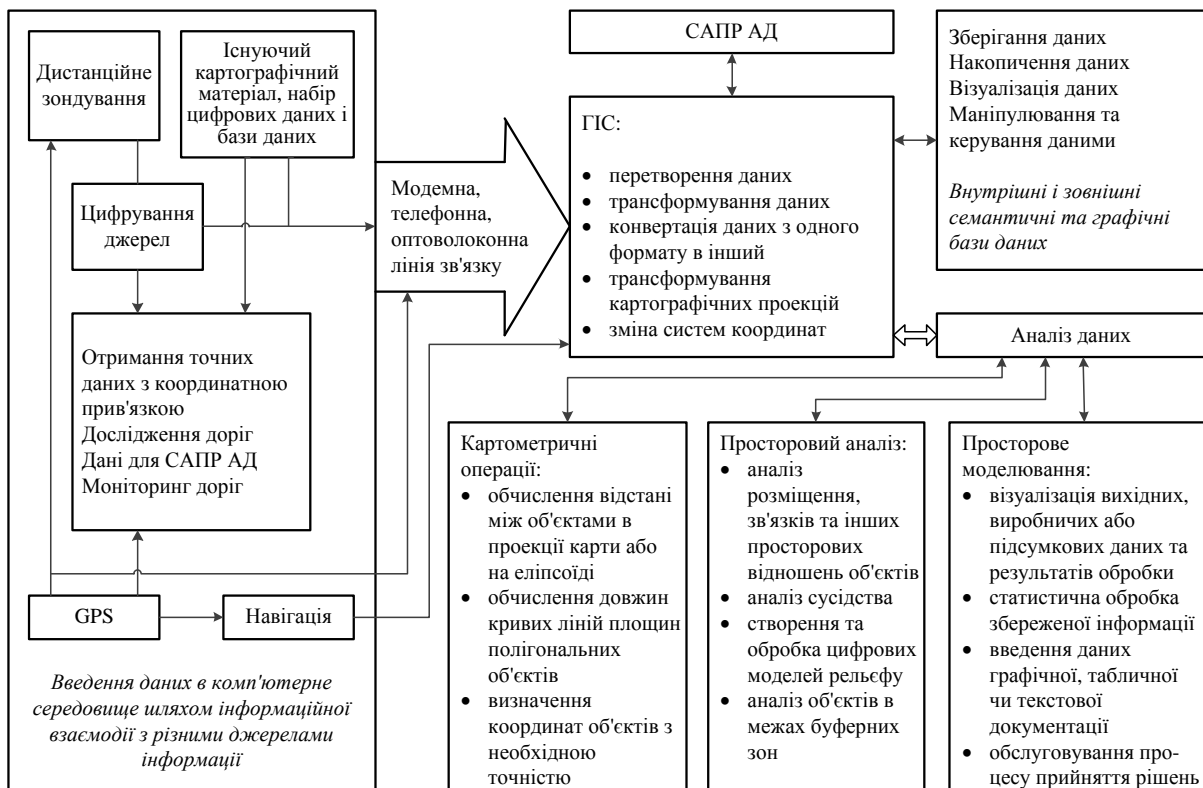 Дистанційне
зондування
Існуючий
картографічний
матеріал, набір
цифрових даних і
бази даних
Цифрування
джерел
Отримання точних
даних з координатною
прив'язкою
Дослідження доріг
Дані для САПР АД
Моніторинг доріг
GPS
Навігація
Введення даних в комп'ютерне
середовище шляхом інформаційної
взаємодії з різними джерелами
інформації
Модемна,
телефонна,
оптоволоконна
лінія зв'язку
САПР АД
ГІС:
• перетворення даних
• трансформування даних
• конвертація даних з одного
формату в інший
• трансформування
картографічних проекцій
• зміна систем координат
Зберігання даних
Накопичення даних
Візуалізація даних
Маніпулювання та
керування даними
Внутрішні і зовнішні
семантичні та графічні
бази даних
Аналіз даних
Картометричні
операції:
• обчислення відстані
між об'єктами в
проекції карти або
на еліпсоїді
• обчислення довжин
кривих ліній площин
полігональних
об'єктів
• визначення
координат об'єктів з
необхідною
точністю
Просторовий аналіз:
• аналіз
розміщення,
зв'язків та інших
просторових
відношень об'єктів
• аналіз сусідства
• створення та
обробка цифрових
моделей рельєфу
• аналіз об'єктів в
межах буферних
зон
Просторове
моделювання:
• візуалізація вихідних,
виробничих або
підсумкових даних та
результатів обробки
• статистична обробка
збереженої інформації
• введення даних
графічної, табличної
чи текстової
документації
• обслуговування про-
цесу прийняття рішень